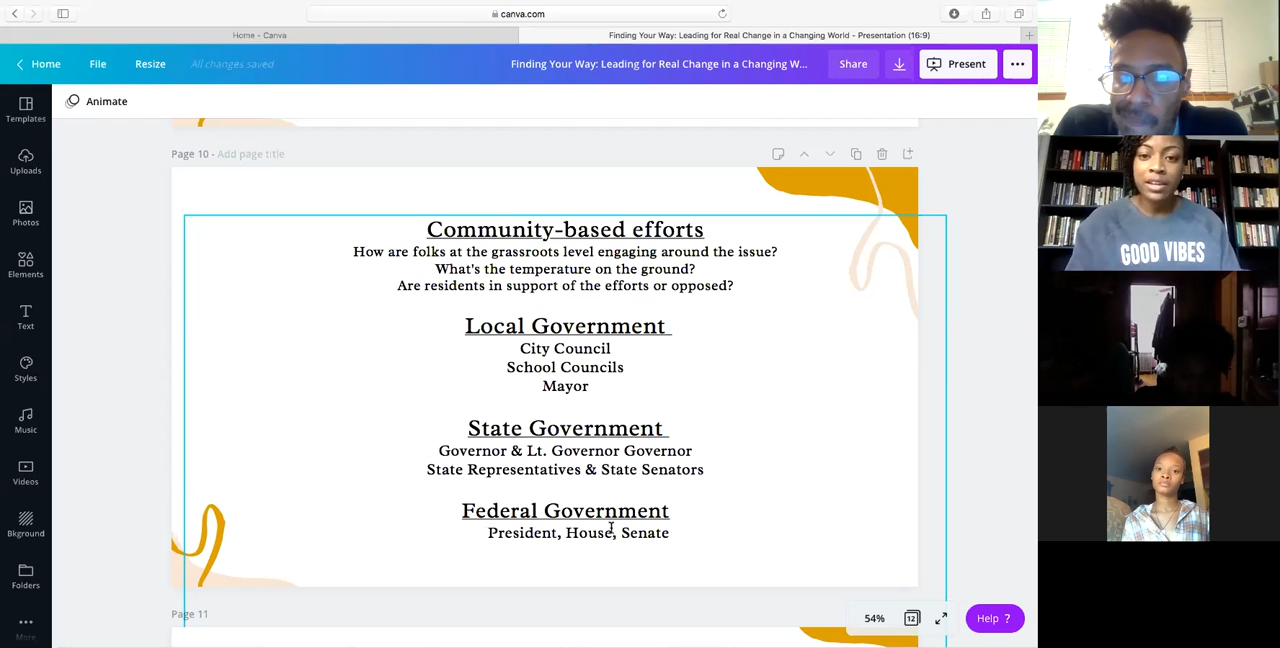 canva.com
Home - Canva
Finding Your Way: Leading for Real Change in a Changing World - Presentation (16:9)
Home
File
Resize
All changes saved
Finding Your Way: Leading for Real Change in a Changing W...
Share
Present
Animate
Templates
Uploads
Photos
Elements
Text
Styles
Music
Videos
Bkground
Folders
More
Page 10 - Add page title
Community-based efforts
How are folks at the grassroots level engaging around the issue?
What's the temperature on the ground?
Are residents in support of the efforts or opposed?
Local Government
City Council
School Councils
Mayor
State Government
Governor & Lt. Governor Governor
State Representatives & State Senators
Federal Government
President, House, Senate
Page 11
54%
12
Help ?
GOOD VIBES